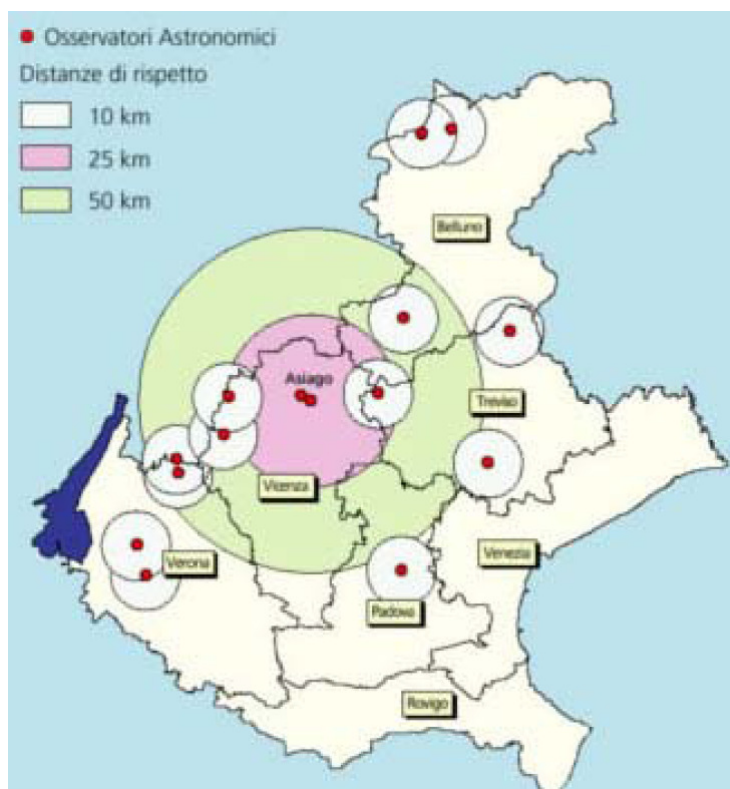 Osservatori Astronomici
Distanze di rispetto
10 km
25 km
50 km
Belluno
Asiago
Treviso
Vicenza
Venezia
Verona
Padova
Rovigo